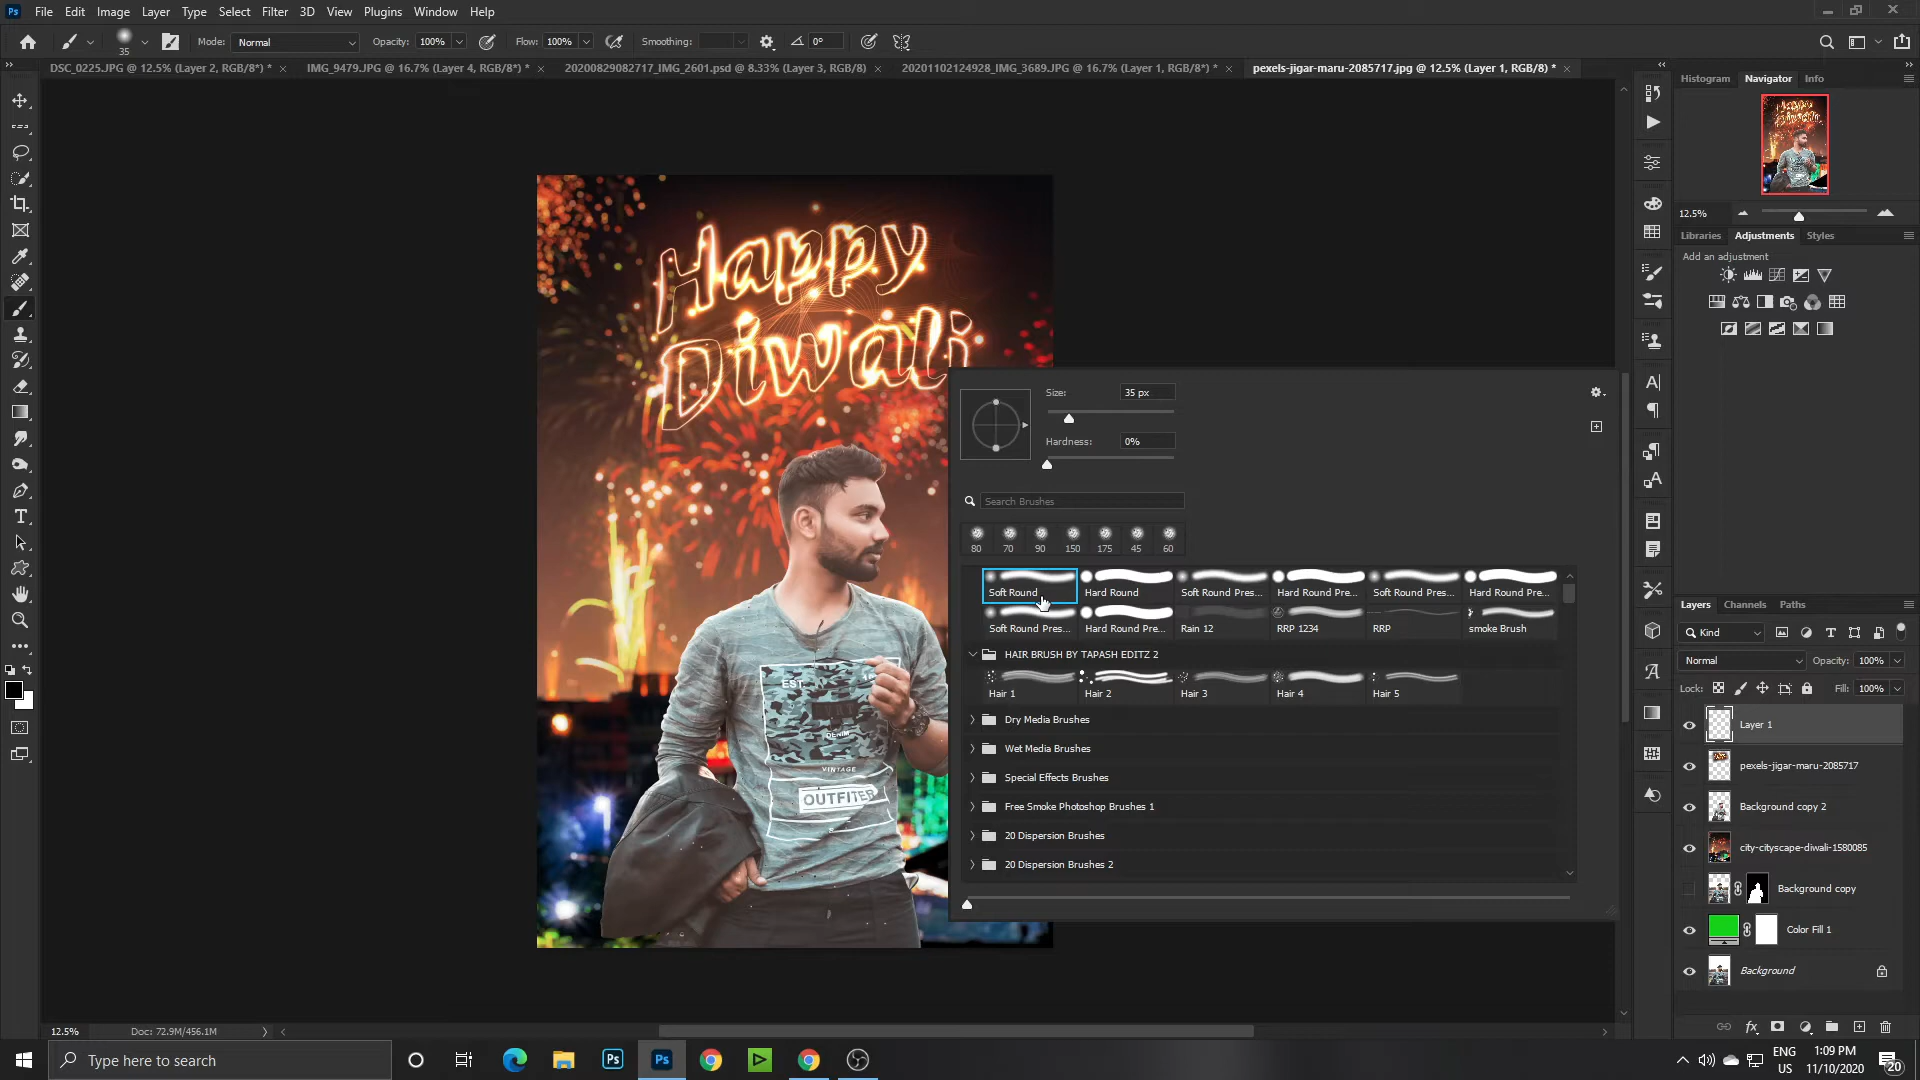 Ps File Edit Image Layer Type Select Filter 3D View Plugins Window Help
35 Mode: Normal Opacity: 100% Flow: 100% Smoothing: 0°
DSC_0225.JPG @ 12.5% (Layer 2, RGB/8*) * × IMG_9479.JPG @ 16.7% (Layer 4, RGB/8*) * × 20200829082717_IMG_2601.psd @ 8.33% (Layer 3, RGB/8) × 20201102124928_IMG_3689.JPG @ 16.7% (Layer 1, RGB/8*) * × pexels-jigar-maru-2085717.jpg @ 12.5% (Layer 1, RGB/8) * ×
Histogram Navigator Info
12.5%
Libraries Adjustments Styles
Add an adjustment
Happy
Diwali
EST.
DENIM
VINTAGE
OUTFITER
Size: 35 px
Hardness: 0%
Search Brushes
80 70 90 150 175 45 60
Soft Round Hard Round Soft Round Pres... Hard Round Pre... Soft Round Pres... Hard Round Pre...
Soft Round Pres... Hard Round Pre... Rain 12 RRP 1234 RRP smoke Brush
HAIR BRUSH BY TAPASH EDITZ 2
Hair 1 Hair 2 Hair 3 Hair 4 Hair 5
Dry Media Brushes
Wet Media Brushes
Special Effects Brushes
Free Smoke Photoshop Brushes 1
20 Dispersion Brushes
20 Dispersion Brushes 2
Layers Channels Paths
Kind
Normal Opacity: 100%
Lock: Fill: 100%
Layer 1
pexels-jigar-maru-2085717
Background copy 2
city-cityscape-diwali-1580085
Background copy
Color Fill 1
Background
12.5% Doc: 72.9M/456.1M
Type here to search
ENG
US
1:09 PM
11/10/2020
20